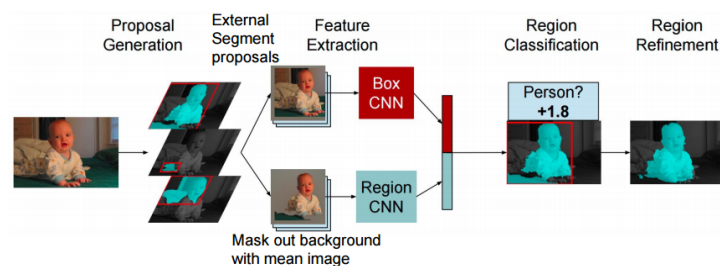 Proposal
Generation
External
Segment
proposals
Feature
Extraction
Region
Classification
Region
Refinement
Box
CNN
Person?
+1.8
Region
CNN
Mask out background
with mean image